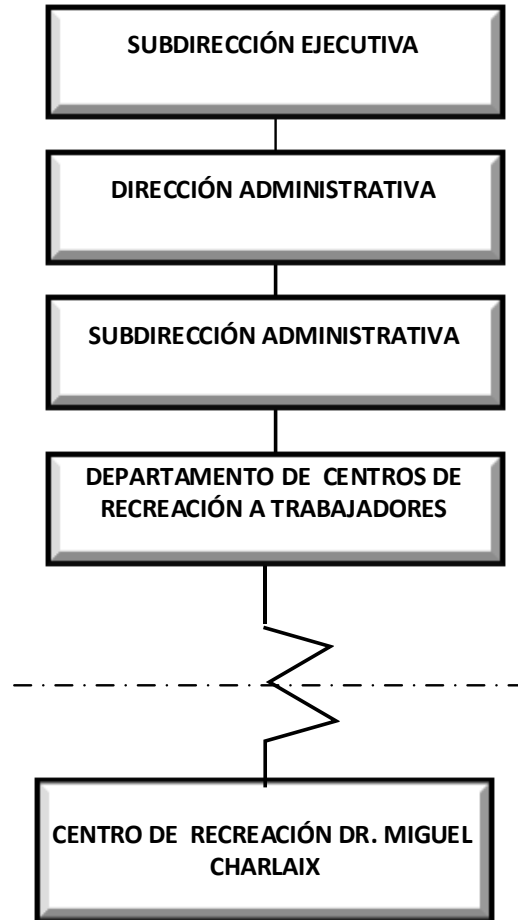 SUBDIRECCIÓN EJECUTIVA
DIRECCIÓN ADMINISTRATIVA
SUBDIRECCIÓN ADMINISTRATIVA
DEPARTAMENTO DE CENTROS DE
RECREACIÓN A TRABAJADORES
CENTRO DE RECREACIÓN DR. MIGUEL
CHARLAIX